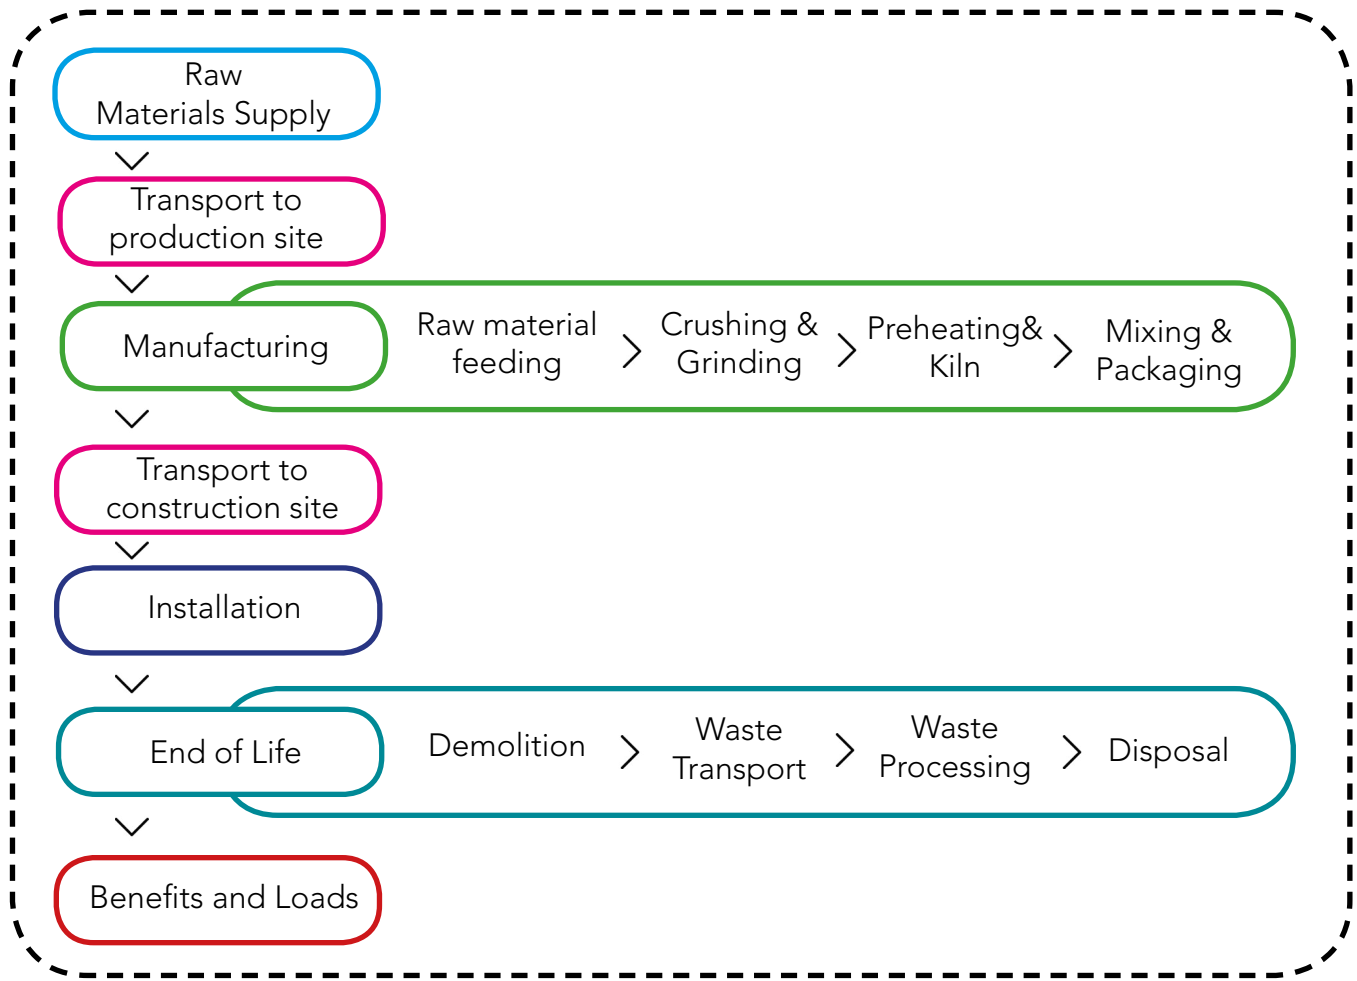 Raw
Materials Supply
Transport to
production site
Manufacturing
Raw material
feeding
Crushing &
Grinding
Preheating&
Kiln
Mixing &
Packaging
Transport to
construction site
Installation
End of Life
Demolition
Waste
Transport
Waste
Processing
Disposal
Benefits and Loads